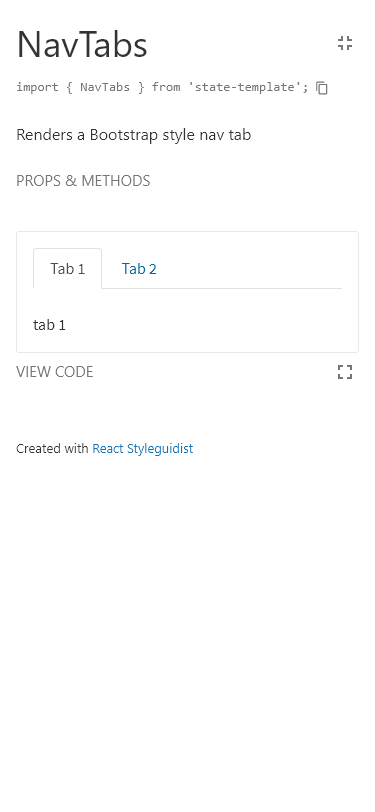 NavTabs
import { NavTabs } from 'state-template';
Renders a Bootstrap style nav tab
PROPS & METHODS
Tab 1 Tab 2
tab 1
VIEW CODE
Created with React Styleguidist